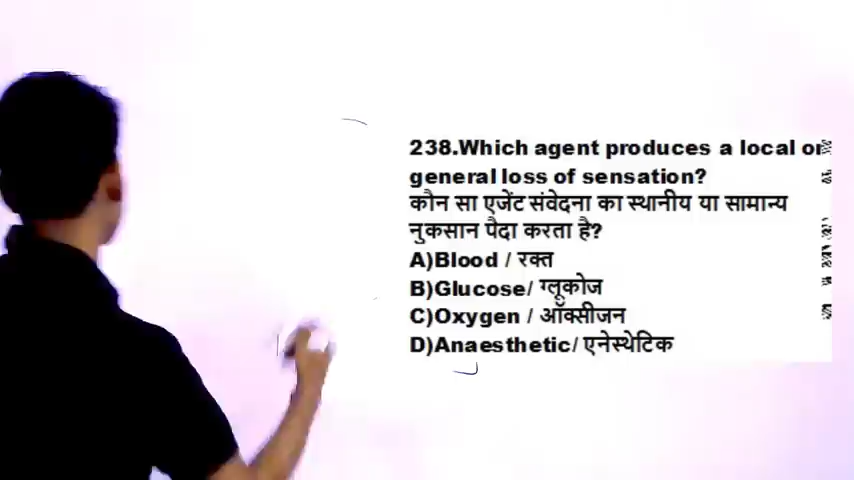 238.Which agent produces a local or
general loss of sensation?
कौन सा एजेंट संवेदना का स्थानीय या सामान्य
नुकसान पैदा करता है?
A)Blood / रक्त
B)Glucose/ ग्लूकोज
C)Oxygen / ऑक्सीजन
D)Anaesthetic/ एनेस्थेटिक